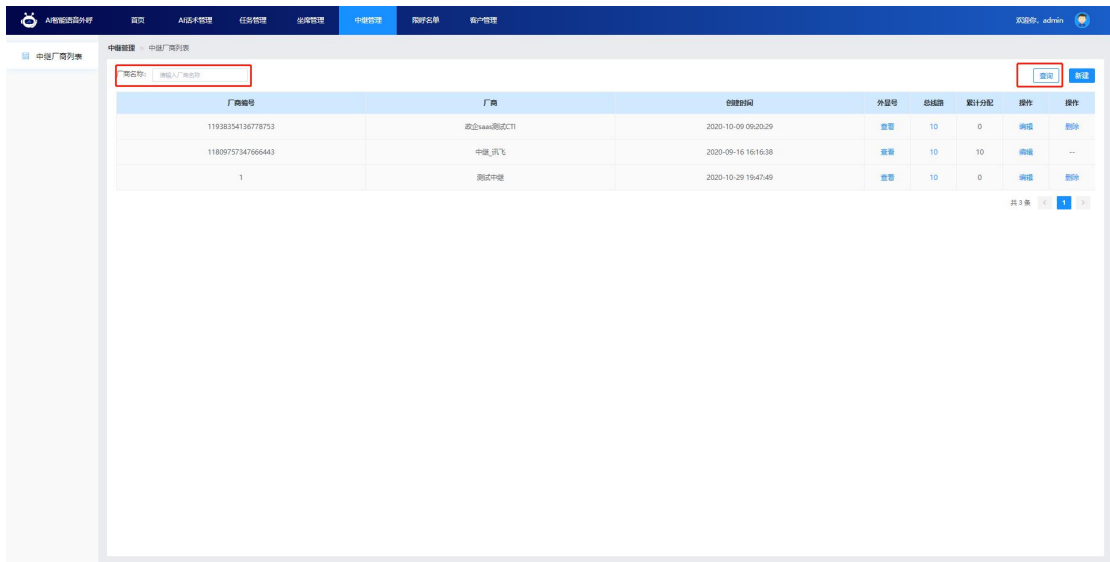 AI智能语音外呼 首页 AI话术管理 任务管理 坐席管理 中继管理 限呼名单 客户管理 欢迎你, admin
中继厂商列表
中继管理 > 中继厂商列表
厂商名称: 请输入厂商名称 查询 新建
厂商编号 厂商 创建时间 外显号 总线路 累计分配 操作 操作
11938354136778753 政企saas测试CTI 2020-10-09 09:20:29 查看 10 0 编辑 删除
11809757347666443 中继_讯飞 2020-09-16 16:16:38 查看 10 10 编辑 --
1 测试中继 2020-10-29 19:47:49 查看 10 0 编辑 删除
共 3 条 < 1 >